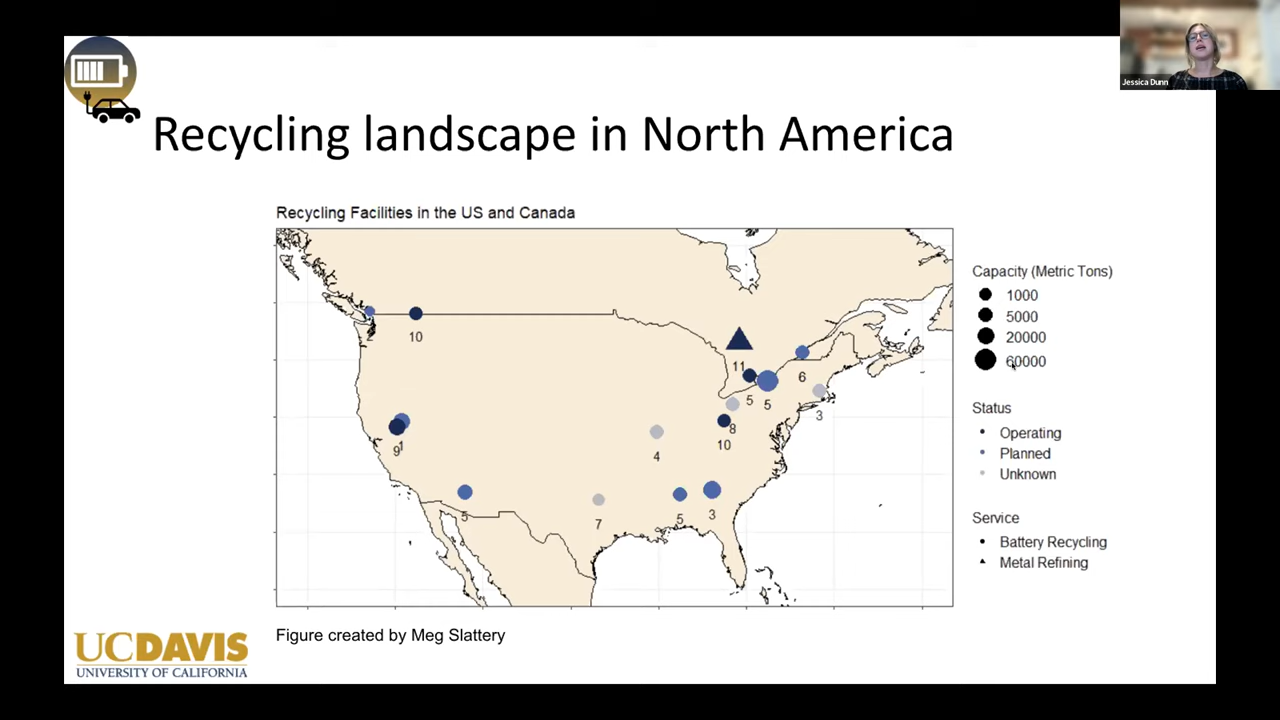 Jessica Dunn
Recycling landscape in North America
Recycling Facilities in the US and Canada
Capacity (Metric Tons)
1000
5000
20000
60000
Status
Operating
Planned
Unknown
Service
Battery Recycling
Metal Refining
2
10
11
6
5
5
3
8
10
4
9
1
5
7
5
3
Figure created by Meg Slattery
UCDAVIS
UNIVERSITY OF CALIFORNIA